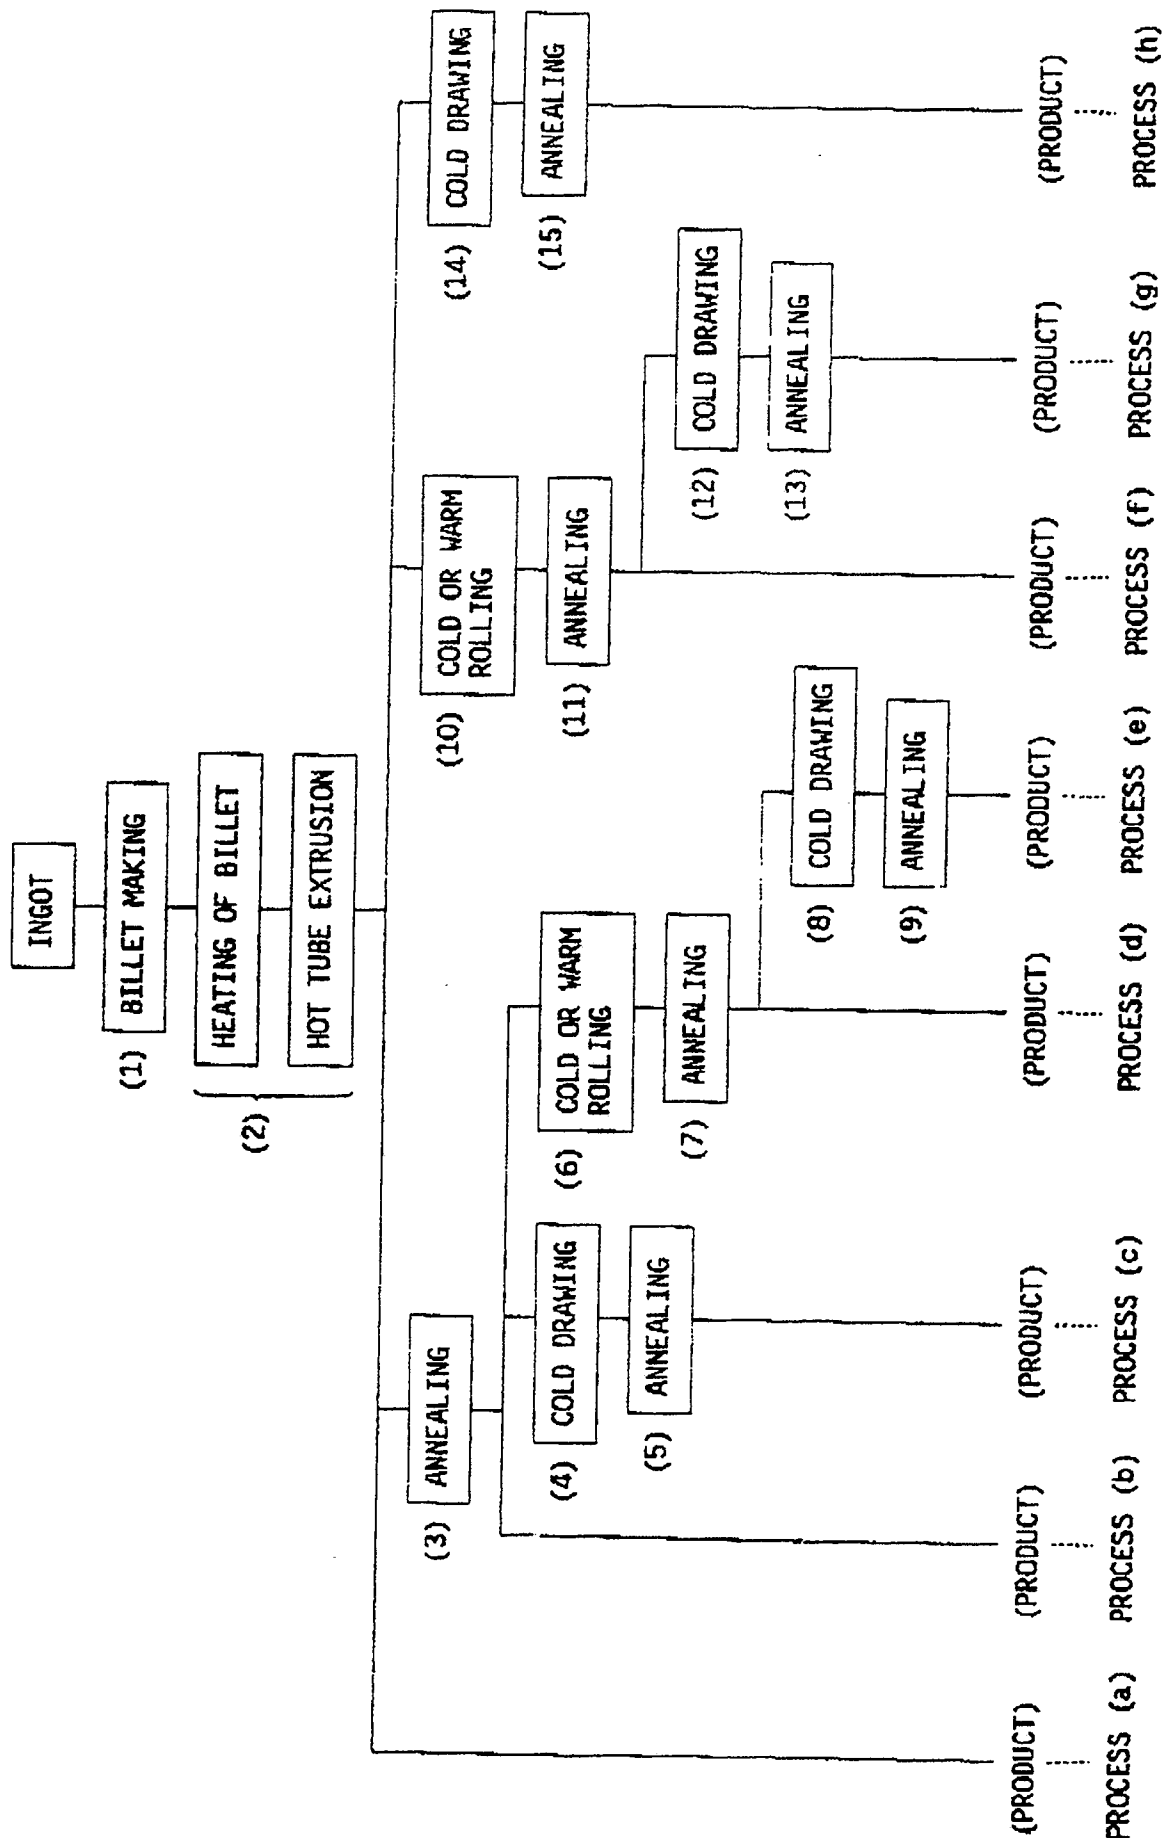 INGOT
(1) BILLET MAKING
(2)
HEATING OF BILLET
HOT TUBE EXTRUSION
(3) ANNEALING
(4) COLD DRAWING
(5) ANNEALING
(6) COLD OR WARM
ROLLING
(7) ANNEALING
(8) COLD DRAWING
(9) ANNEALING
(10) COLD OR WARM
ROLLING
(11) ANNEALING
(12) COLD DRAWING
(13) ANNEALING
(14) COLD DRAWING
(15) ANNEALING
(PRODUCT)
PROCESS (a)
(PRODUCT)
PROCESS (b)
(PRODUCT)
PROCESS (c)
(PRODUCT)
PROCESS (d)
(PRODUCT)
PROCESS (e)
(PRODUCT)
PROCESS (f)
(PRODUCT)
PROCESS (g)
(PRODUCT)
PROCESS (h)